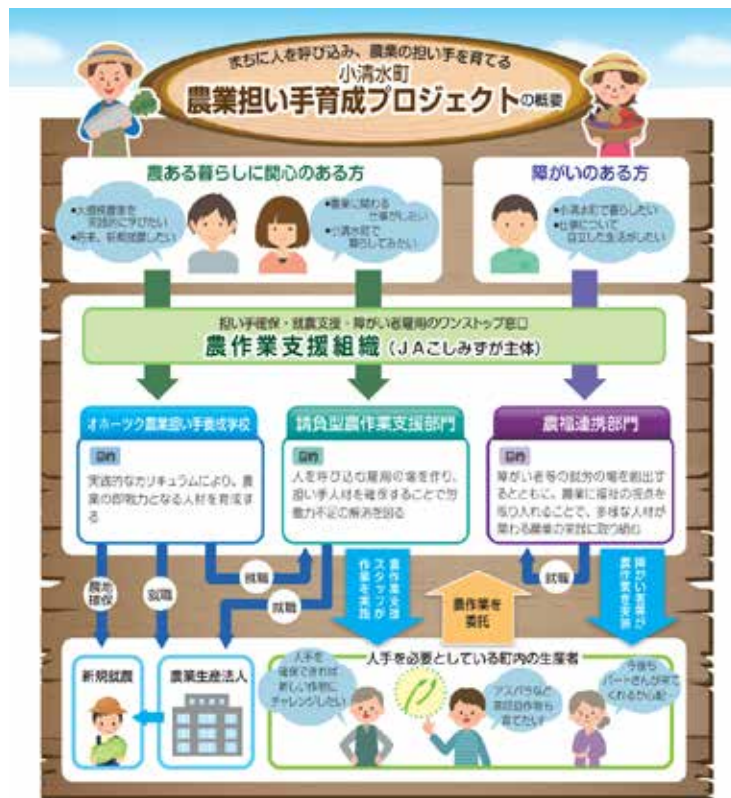 まちに人を呼び込み、農業の担い手を育てる
小清水町
農業担い手育成プロジェクトの概要
農ある暮らしに関心のある方
●大規模農業を
実践的に学びたい
●将来、新規就農したい
●農業に関わる
仕事がしたい
●小清水町で
暮らしてみたい
障がいのある方
●小清水町で暮らしたい
●仕事について
自立した生活がしたい
担い手確保・就農支援・障がい者雇用のワンストップ窓口
農作業支援組織(JAこしみずが主体)
オホーツク農業担い手養成学校
目的
実践的なカリキュラムにより、農
業の即戦力となる人材を育成す
る
請負型農作業支援部門
目的
人を呼び込む雇用の場を作り、
担い手人材を確保することで労
働力不足の解消を図る
農福連携部門
目的
障がい者等の就労の場を創出す
るとともに、農業に福祉の視点を
取り入れることで、多様な人材が
関わる農業の実践に取り組む
農地
確保
就職
就職
就職
農作業支援
スタッフが
作業を実施
農作業を
委託
就職
障がい者等が
農作業を実施
新規就農
農業生産法人
人手を必要としている町内の生産者
人手を
確保できれば
新しい作物に
チャレンジしたい
アスパラなど
高収益作物も
育てたい!
今後も
パートさんが来て
くれるか心配